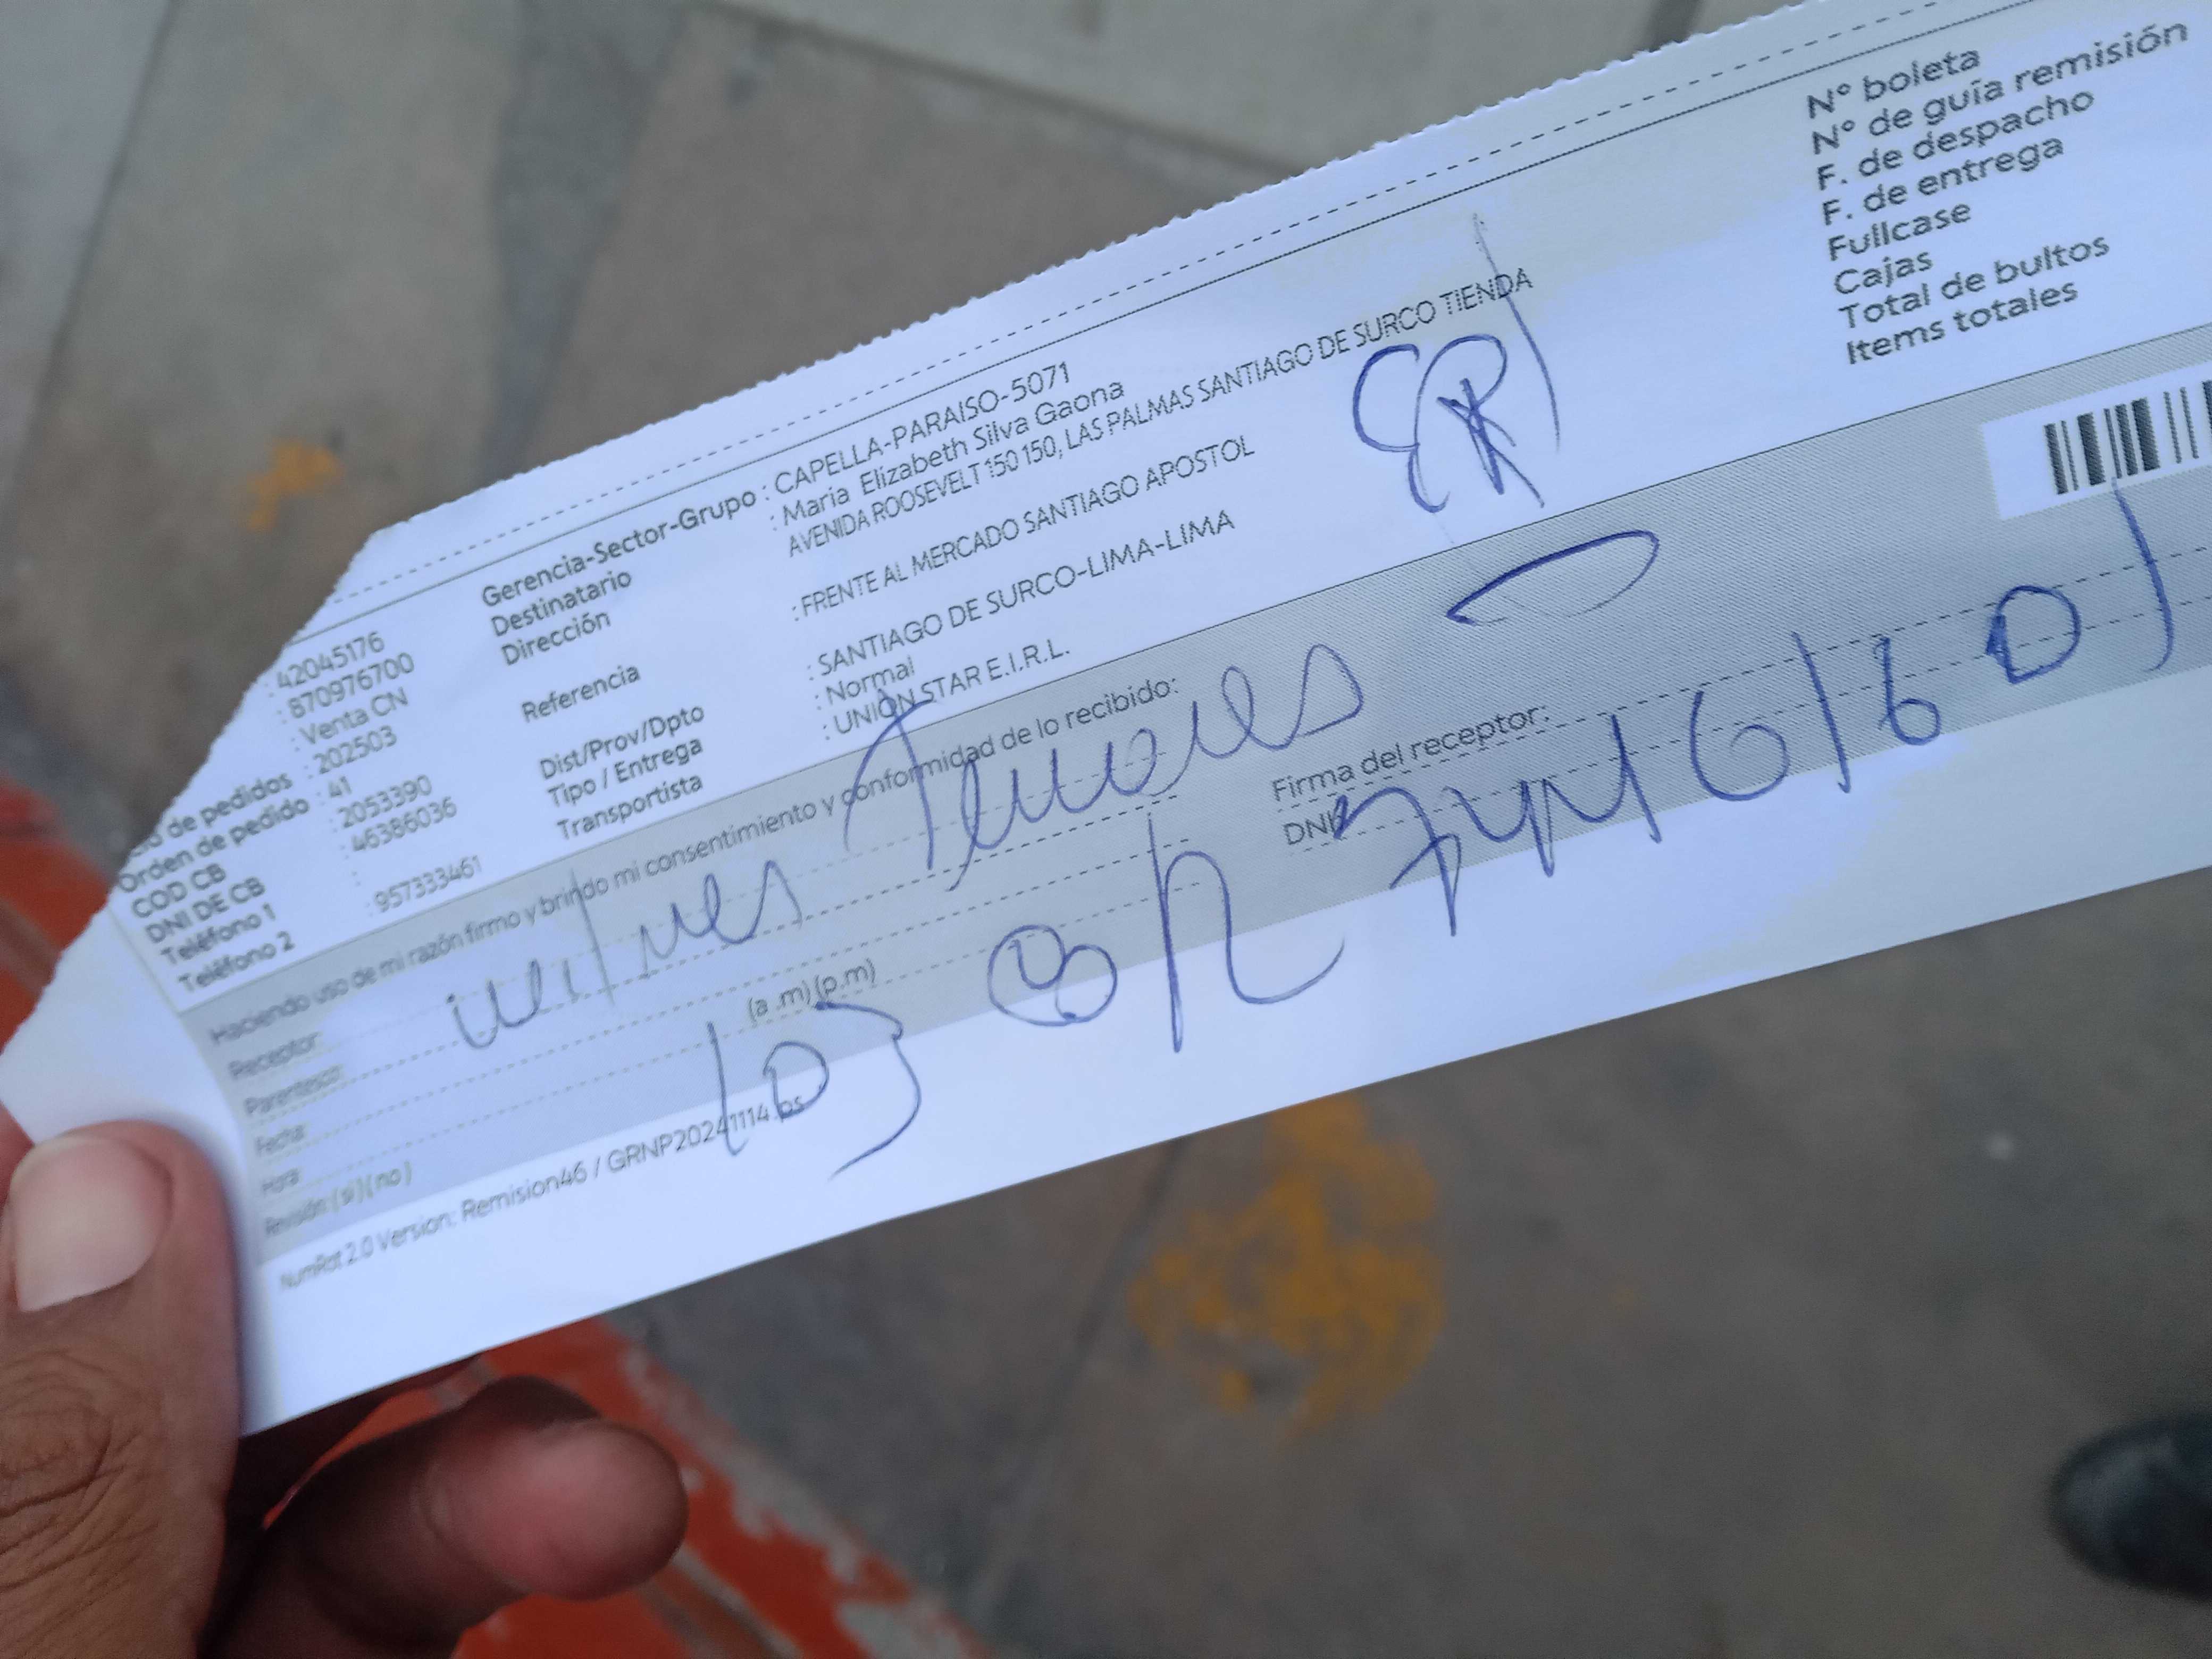 : 42045176
: 870976700
: Venta CN
de pedidos : 202503
Orden de pedido : 41
COD CB : 2053390
DNI DE CB : 46386036
Teléfono 1 :
Teléfono 2 : 957333461
Gerencia-Sector-Grupo : CAPELLA-PARAISO-5071
Destinatario : Maria Elizabeth Silva Gaona
Dirección AVENIDA ROOSEVELT 150 150, LAS PALMAS SANTIAGO DE SURCO TIENDA
Referencia : FRENTE AL MERCADO SANTIAGO APOSTOL
Dist/Prov/Dpto : SANTIAGO DE SURCO-LIMA-LIMA
Tipo / Entrega : Normal
Transportista : UNION STAR E.I.R.L.
N° boleta
N° de guía remisión
F. de despacho
F. de entrega
Fullcase
Cajas
Total de bultos
Items totales
Haciendo uso de mi razón firmo y brindo mi consentimiento y conformidad de lo recibido:
Receptor:
Parentesco:
Fecha:
Hora: (a.m) (p.m)
Revisión (si) (no)
Firma del receptor:
DNI:
NumRot 2.0 Version: Remision46 / GRNP20241114.ps